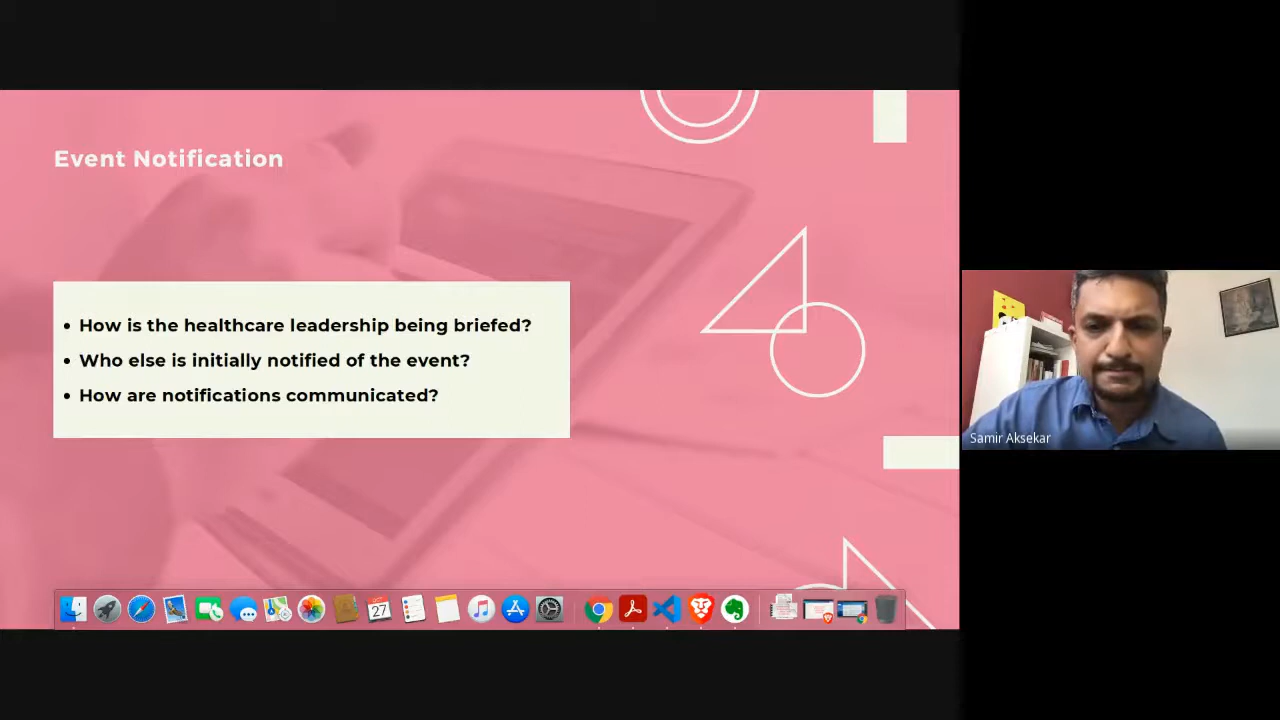 Event Notification
• How is the healthcare leadership being briefed?
• Who else is initially notified of the event?
• How are notifications communicated?
Samir Aksekar
27